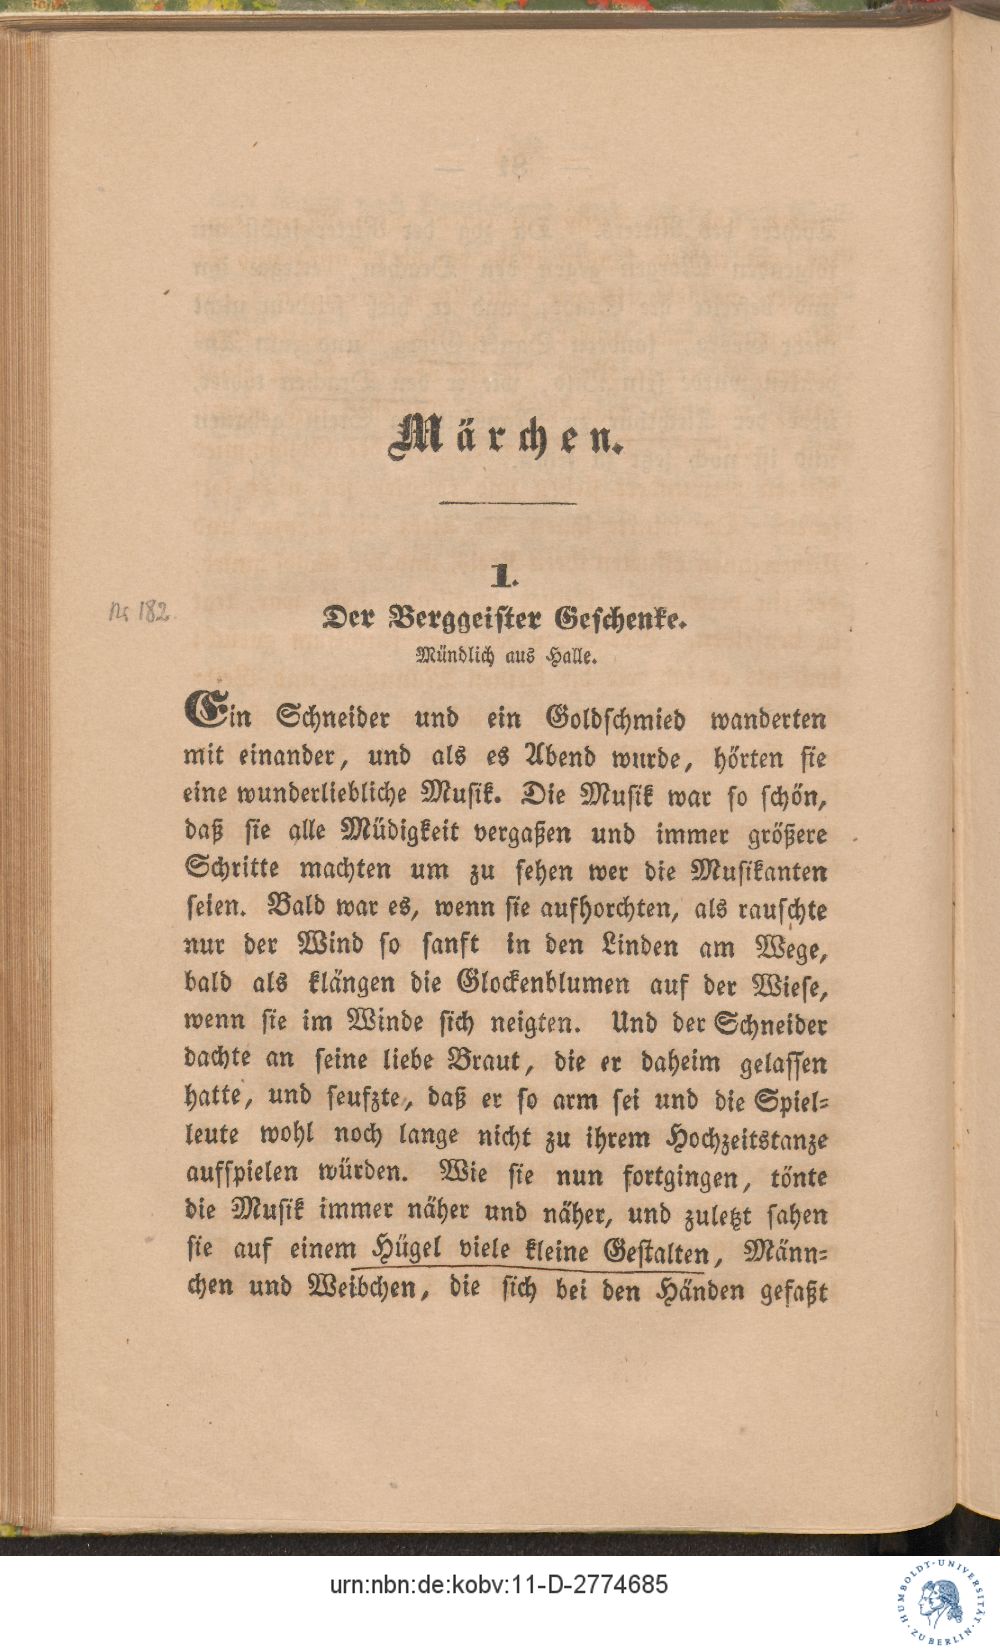 Märchen.
1.
Nr 182.
Der Berggeister Geschenke.
Mündlich aus Halle.
Ein Schneider und ein Goldschmied wanderten
mit einander, und als es Abend wurde, hörten sie
eine wunderliebliche Musik. Die Musik war so schön,
daß sie alle Müdigkeit vergaßen und immer größere
Schritte machten um zu sehen wer die Musikanten
seien. Bald war es, wenn sie aufhorchten, als rauschte
nur der Wind so sanft in den Linden am Wege,
bald als klängen die Glockenblumen auf der Wiese,
wenn sie im Winde sich neigten. Und der Schneider
dachte an seine liebe Braut, die er daheim gelassen
hatte, und seufzte, daß er so arm sei und die Spiel-
leute wohl noch lange nicht zu ihrem Hochzeitstanze
aufspielen würden. Wie sie nun fortgingen, tönte
die Musik immer näher und näher, und zuletzt sahen
sie auf einem Hügel viele kleine Gestalten, Männ-
chen und Weibchen, die sich bei den Händen gefaßt
urn:nbn:de:kobv:11-D-2774685
HUMBOLDT-UNIVERSITÄT ZU BERLIN